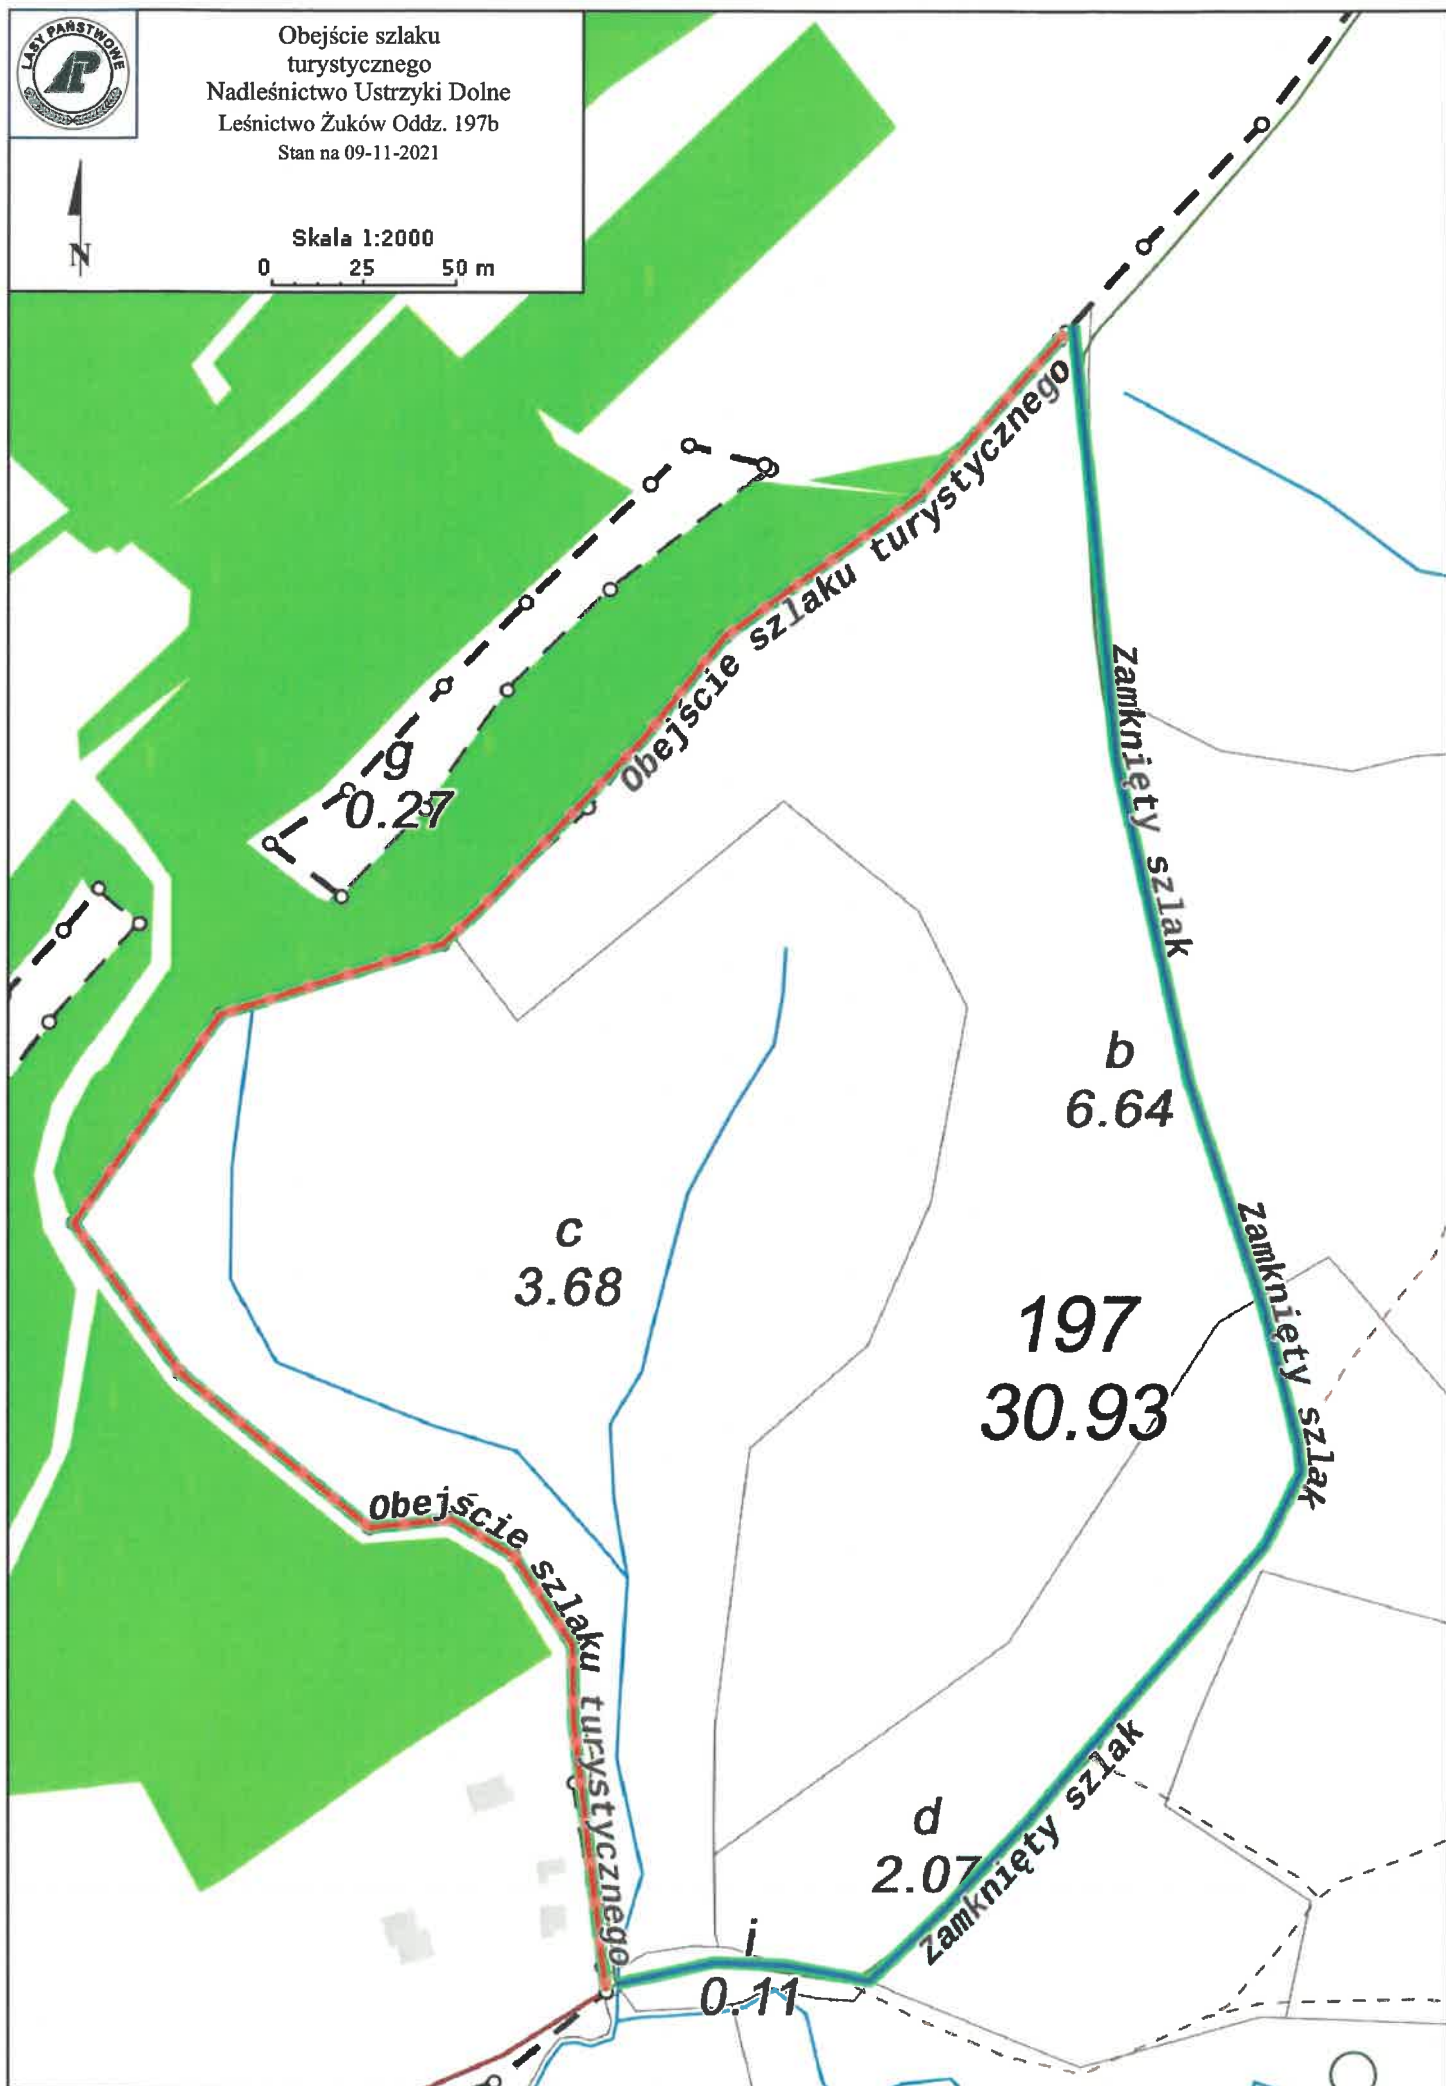 LASY PAŃSTWOWE
Obejście szlaku
turystycznego
Nadleśnictwo Ustrzyki Dolne
Leśnictwo Żuków Oddz. 197b
Stan na 09-11-2021
N
Skala 1:2000
0 25 50 m
Obejście szlaku turystycznego
g
0.27
Zamknięty szlak
b
6.64
c
3.68
Zamknięty szlak
197
30.93
Obejście szlaku turystycznego
Zamknięty szlak
d
2.07
i
0.11